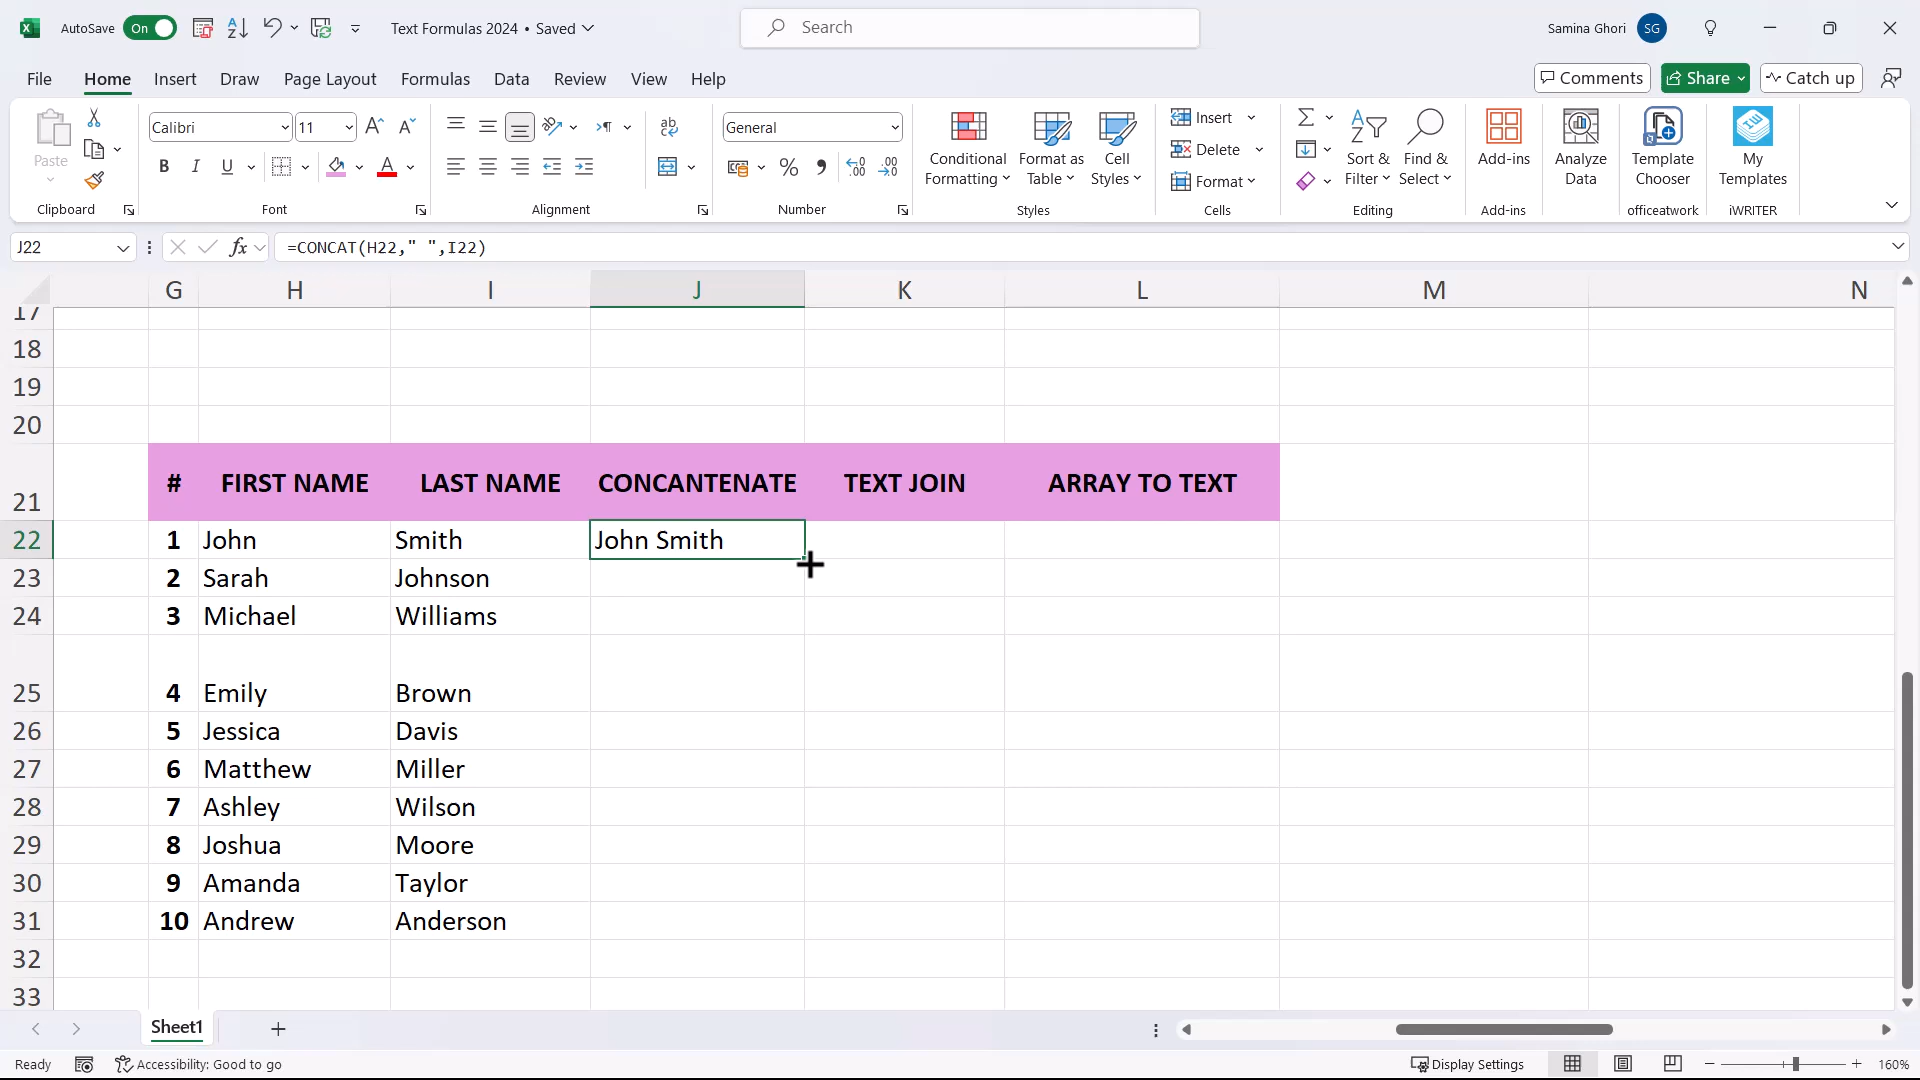 AutoSave On Text Formulas 2024 • Saved Search Samina Ghori SG
File Home Insert Draw Page Layout Formulas Data Review View Help Comments Share Catch up
Paste
Calibri 11
B I U A
ab
General
% ,
Conditional Formatting
Format as Table
Cell Styles
Insert
Delete
Format
Sort & Filter
Find & Select
Add-ins
Analyze Data
Template Chooser
My Templates
Clipboard Font Alignment Number Styles Cells Editing Add-ins officeatwork iWRITER
J22 fx =CONCAT(H22," ",I22)
G H I J K L M N
17
18
19
20
21 # FIRST NAME LAST NAME CONCANTENATE TEXT JOIN ARRAY TO TEXT
22 1 John Smith John Smith
23 2 Sarah Johnson
24 3 Michael Williams
25 4 Emily Brown
26 5 Jessica Davis
27 6 Matthew Miller
28 7 Ashley Wilson
29 8 Joshua Moore
30 9 Amanda Taylor
31 10 Andrew Anderson
32
33
Sheet1
Ready Accessibility: Good to go Display Settings 160%